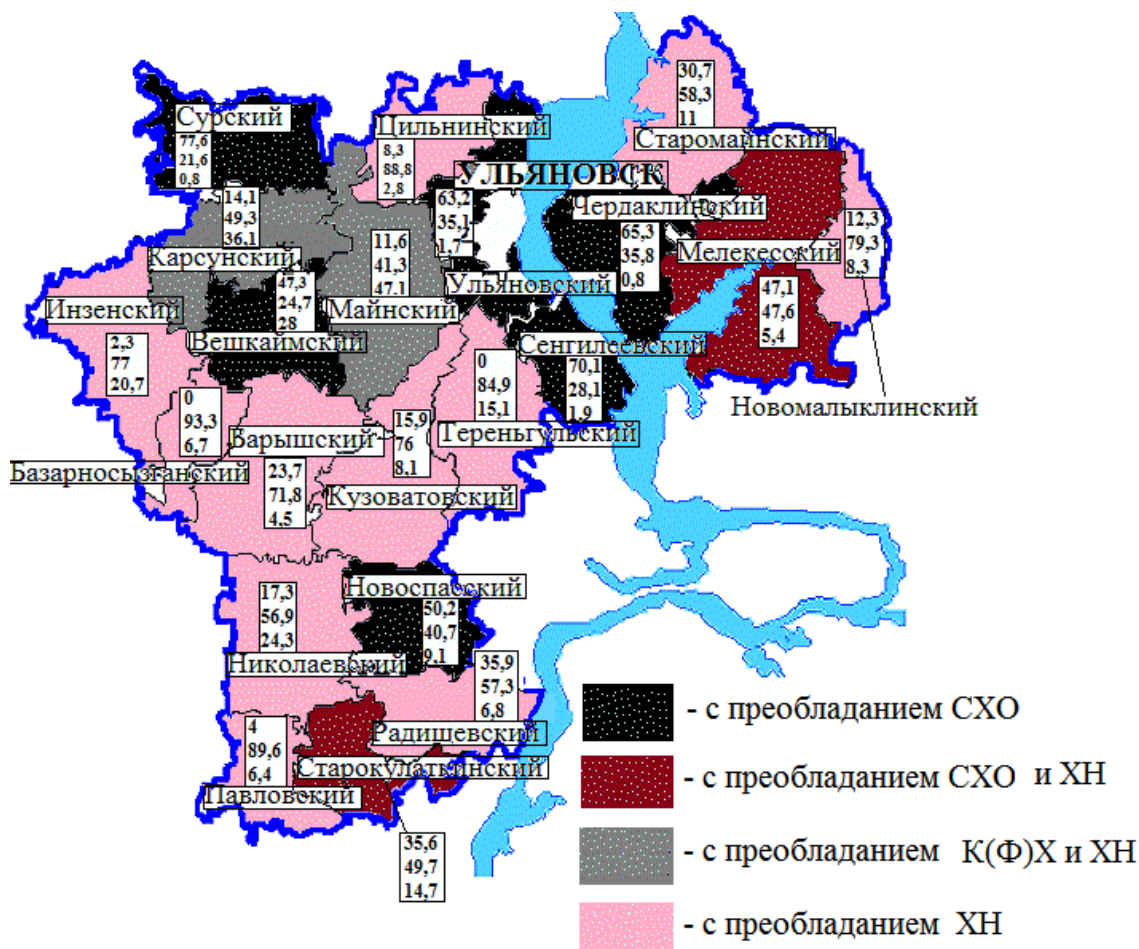 30,7
58,3
11
Сурский
77,6
21,6
0,8
Цильнинский
8,3
88,8
2,8
Старомайнский
УЛЬЯНОВСК
63,2
35,1
1,7
14,1
49,3
36,1
Чердаклинский
65,3
35,8
0,8
12,3
79,3
8,3
11,6
41,3
47,1
Карсунский
Мелекесский
47,1
47,6
5,4
47,3
24,7
28
Ульяновский
Инзенский
Майнский
Вешкаймский
Сенгилеевский
70,1
28,1
1,9
2,3
77
20,7
0
84,9
15,1
0
93,3
6,7
Новомалыклинский
15,9
76
8,1
Барышский
Тереньгульский
23,7
71,8
4,5
Базарносызганский
Кузоватовский
Новоспасский
50,2
40,7
9,1
17,3
56,9
24,3
Николаевский
35,9
57,3
6,8
- с преобладанием СХО
4
89,6
6,4
Радищевский
Старокулаткинский
- с преобладанием СХО и ХН
Павловский
35,6
49,7
14,7
- с преобладанием К(Ф)Х и ХН
- с преобладанием ХН